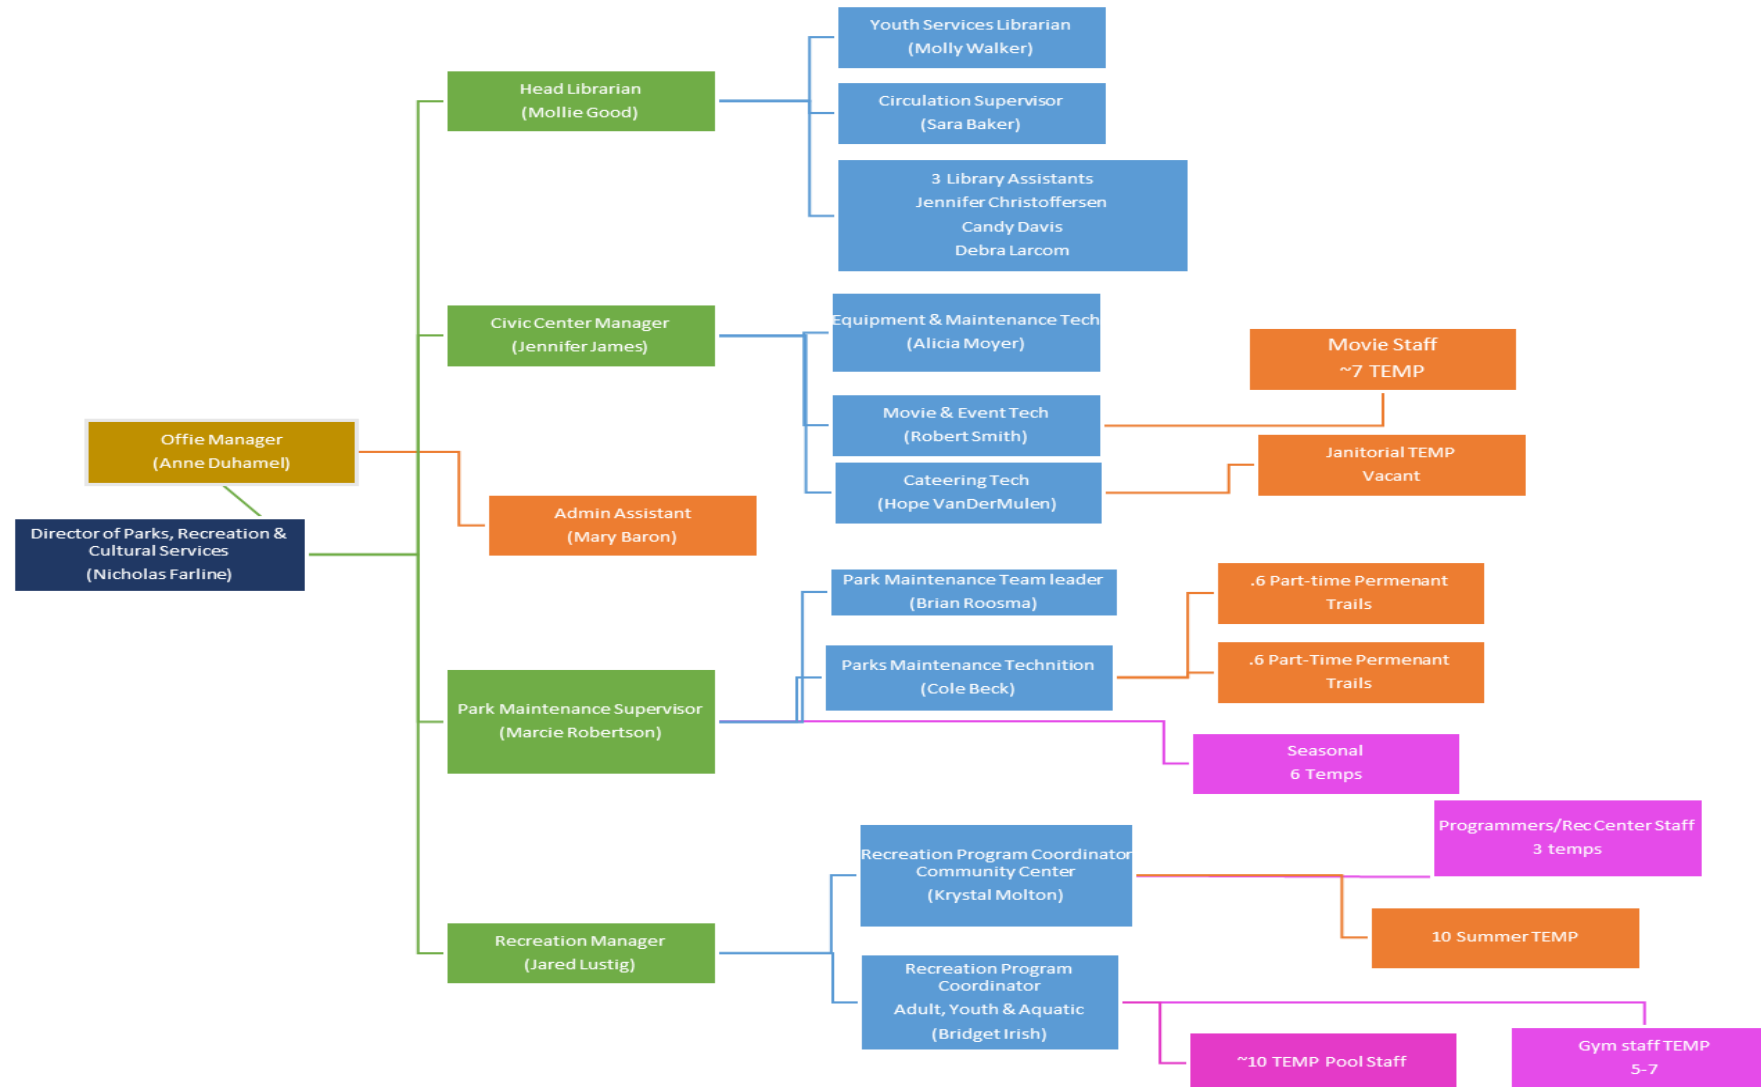 Youth Services Librarian
(Molly Walker)
Head Librarian
(Mollie Good)
Circulation Supervisor
(Sara Baker)
3 Library Assistants
Jennifer Christoffersen
Candy Davis
Debra Larcom
Civic Center Manager
(Jennifer James)
Equipment & Maintenance Tech
(Alicia Moyer)
Movie Staff
~7 TEMP
Movie & Event Tech
(Robert Smith)
Janitorial TEMP
Vacant
Cateering Tech
(Hope VanDerMulen)
Offie Manager
(Anne Duhamel)
Admin Assistant
(Mary Baron)
Director of Parks, Recreation &
Cultural Services
(Nicholas Farline)
Park Maintenance Team leader
(Brian Roosma)
.6 Part-time Permenant
Trails
Parks Maintenance Technition
(Cole Beck)
.6 Part-Time Permenant
Trails
Park Maintenance Supervisor
(Marcie Robertson)
Seasonal
6 Temps
Programmers/Rec Center Staff
3 temps
Recreation Program Coordinator
Community Center
(Krystal Molton)
10 Summer TEMP
Recreation Manager
(Jared Lustig)
Recreation Program
Coordinator
Adult, Youth & Aquatic
(Bridget Irish)
~10 TEMP Pool Staff
Gym staff TEMP
5-7